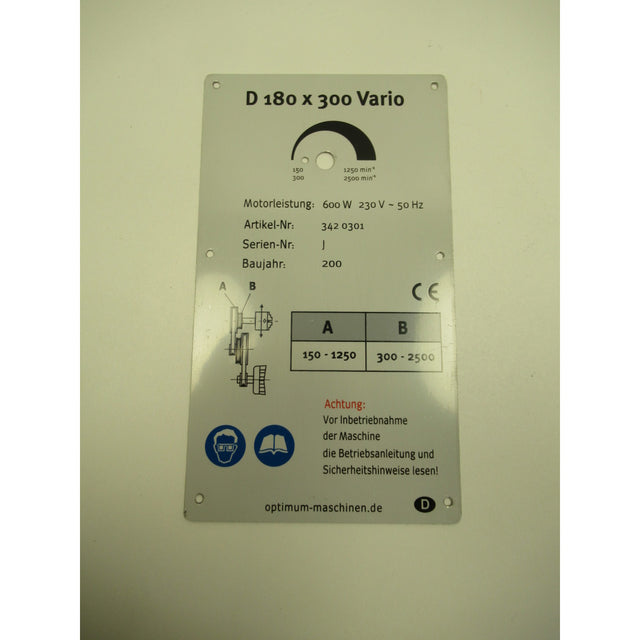 D 180 x 300 Vario
150 1250 min⁻¹
300 2500 min⁻¹
Motorleistung: 600 W 230 V ~ 50 Hz
Artikel-Nr: 342 0301
Serien-Nr: J
Baujahr: 200
A B
CE
A B
150 - 1250 300 - 2500
Achtung:
Vor Inbetriebnahme
der Maschine
die Betriebsanleitung und
Sicherheitshinweise lesen!
optimum-maschinen.de D